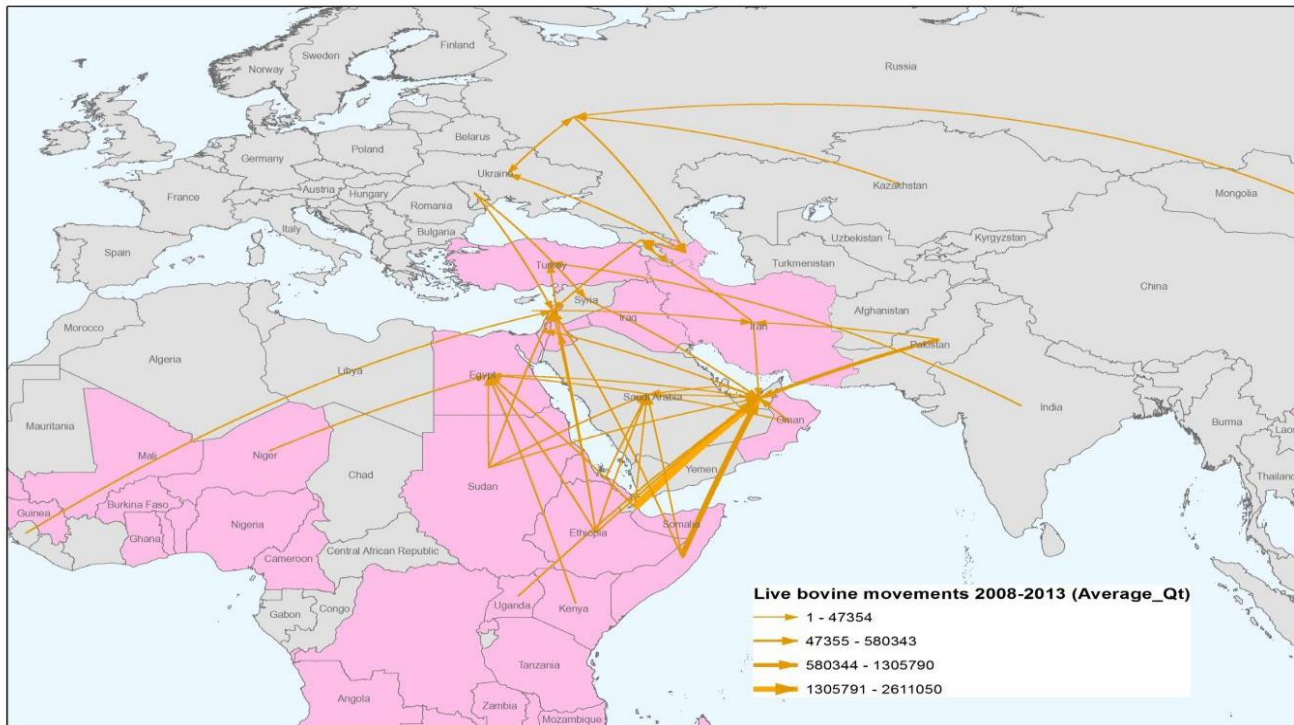 Finland
Sweden
Norway
Russia
Belarus
Germany
Poland
Ukraine
Kazakhstan
Mongolia
France
Austria
Hungary
Romania
Italy
Bulgaria
Uzbekistan
Kyrgyzstan
Spain
Turkey
Turkmenistan
China
Syria
Afghanistan
Morocco
Iraq
Iran
Pakistan
Algeria
Libya
Egypt
Saudi Arabia
India
Mauritania
Oman
Burma
Laos
Mali
Niger
Chad
Sudan
Yemen
Thailand
Guinea
Burkina Faso
Nigeria
Ethiopia
Somalia
Ghana
Central African Republic
Cameroon
Gabon
Congo
Uganda
Kenya
Tanzania
Angola
Zambia
Mozambique
Live bovine movements 2008-2013 (Average_Qt)
1 - 47354
47355 - 580343
580344 - 1305790
1305791 - 2611050